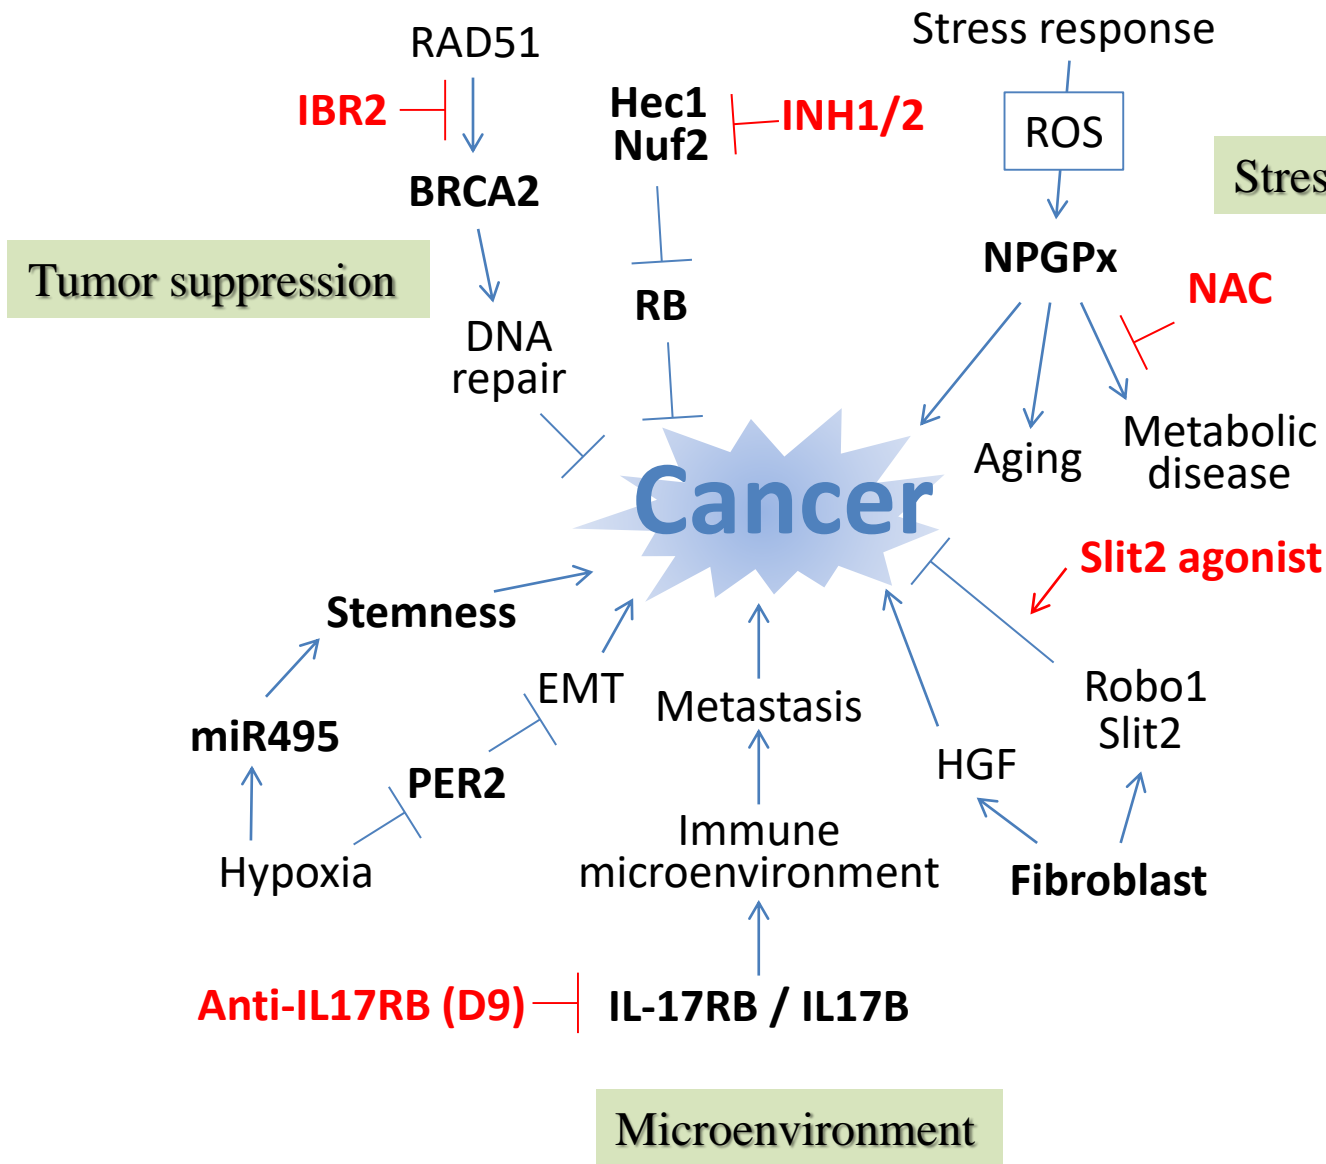 RAD51
IBR2
BRCA2
Tumor suppression
DNA
repair
Hec1
Nuf2
INH1/2
RB
Stress response
ROS
Stres
NPGPx
NAC
Aging
Metabolic
disease
Cancer
Slit2 agonist
Stemness
EMT
Metastasis
Robo1
Slit2
miR495
PER2
HGF
Hypoxia
Immune
microenvironment
Fibroblast
Anti-IL17RB (D9)
IL-17RB / IL17B
Microenvironment